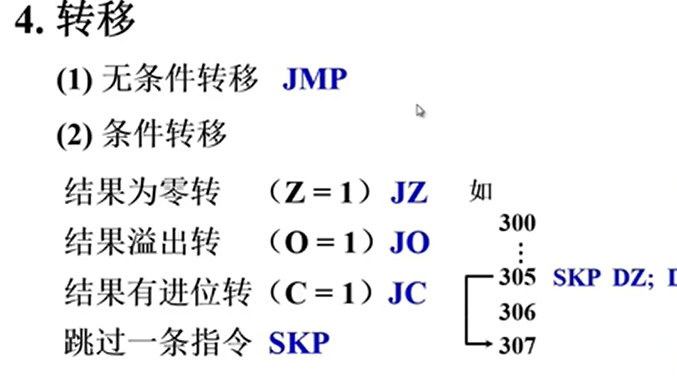 4. 转移
(1) 无条件转移 JMP
(2) 条件转移
结果为零转 （Z = 1）JZ 如
300
⋮
结果溢出转 （O = 1）JO
结果有进位转（C = 1）JC
305 SKP DZ;
306
跳过一条指令 SKP
307